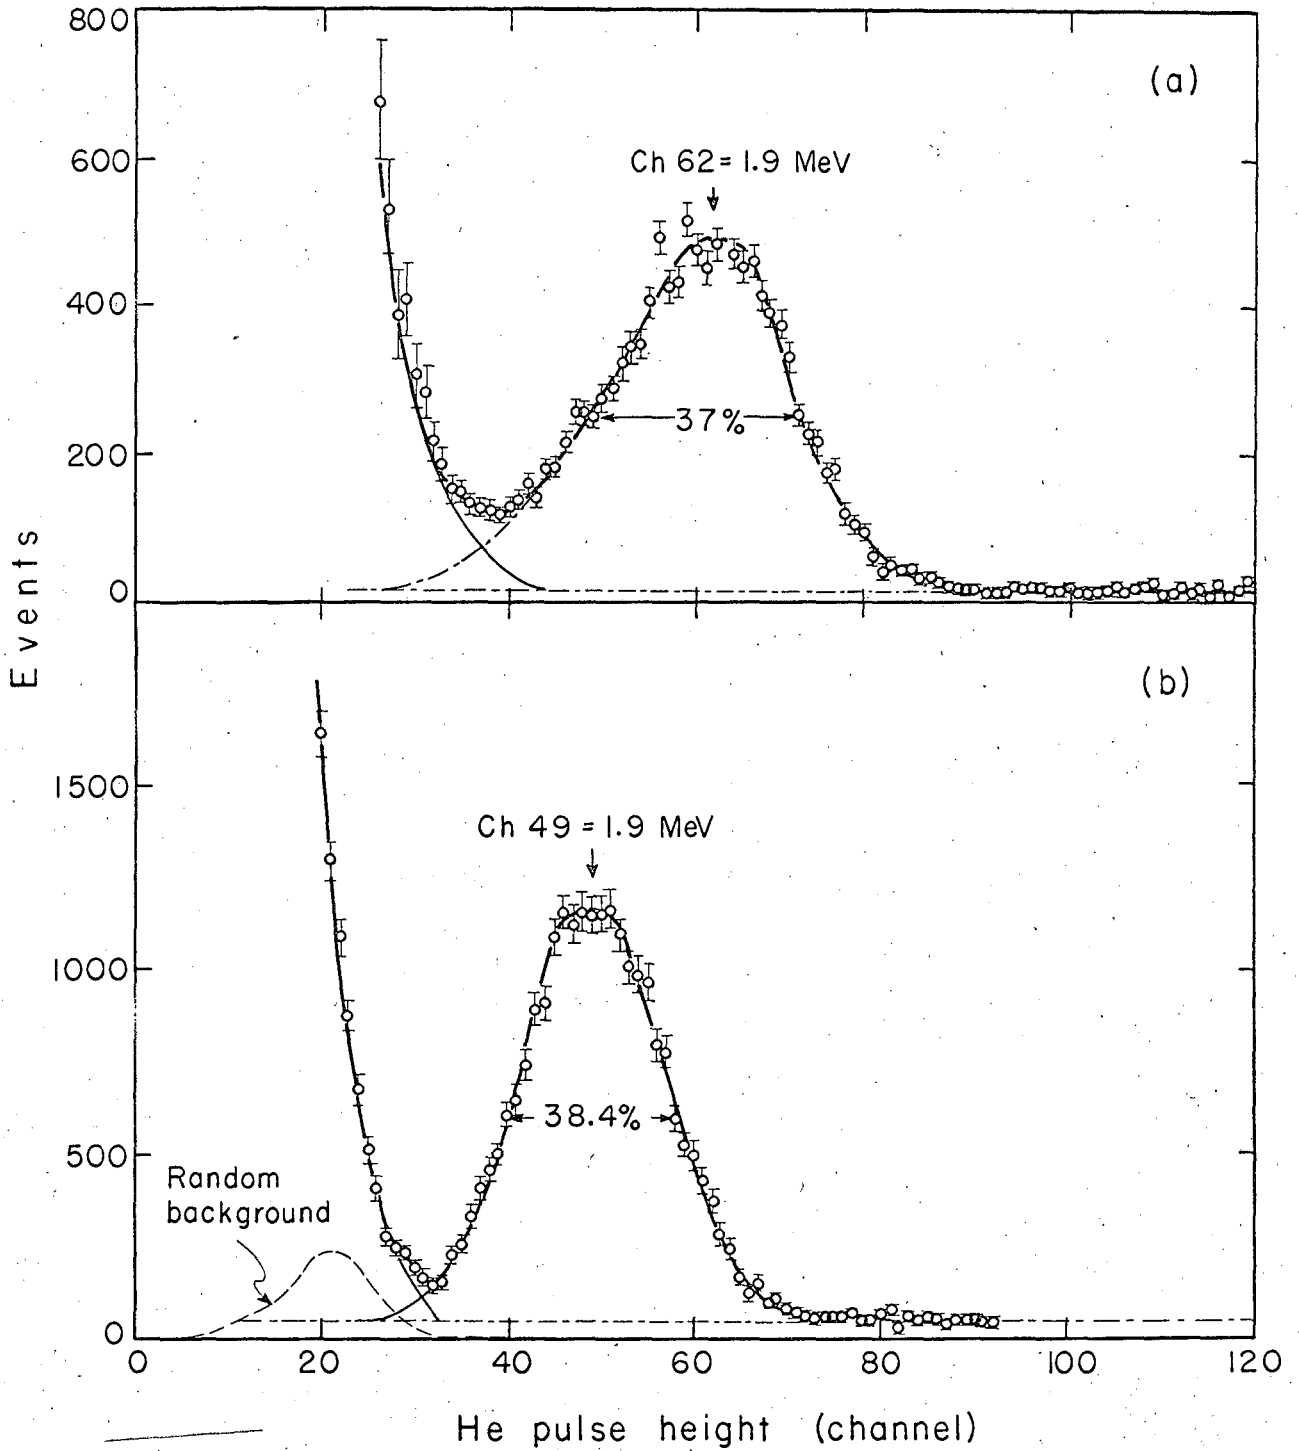 800
(a)
Ch 62 = 1.9 MeV
600
400
37%
200
0
Events
(b)
1500
Ch 49 = 1.9 MeV
1000
38.4%
500
Random
background
0
0 20 40 60 80 100 120
He pulse height (channel)